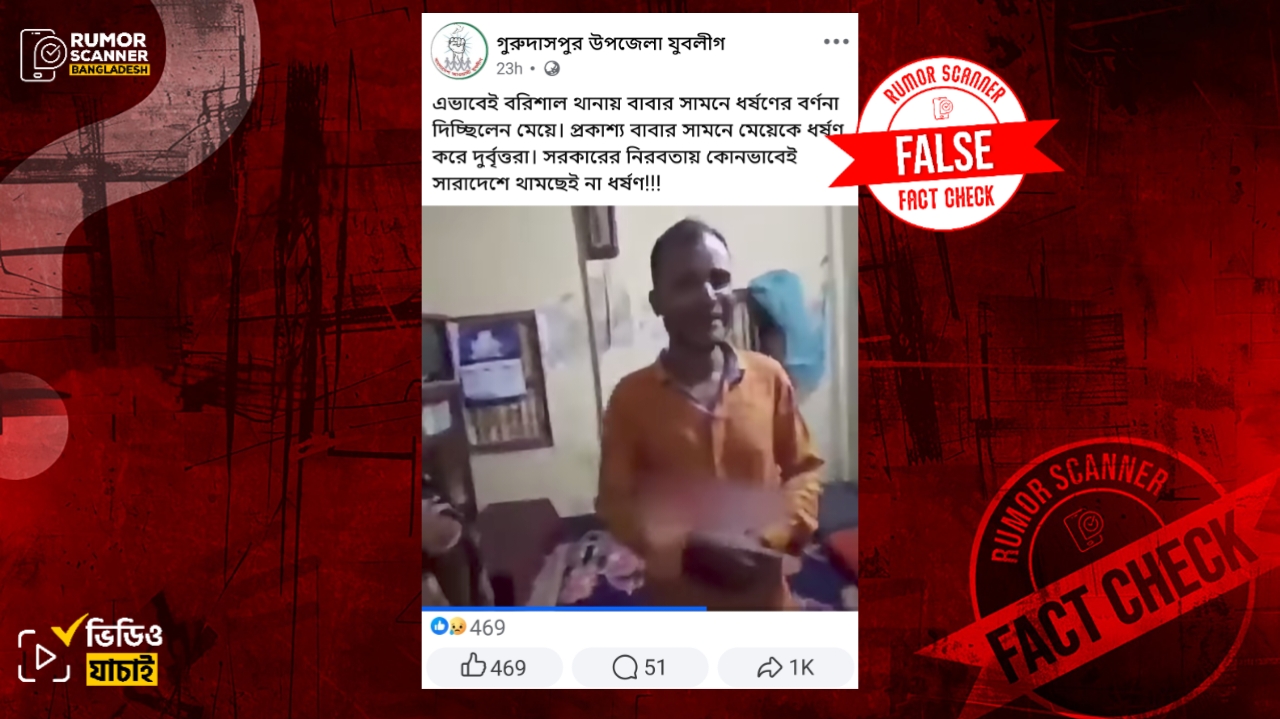 RUMOR
SCANNER
BANGLADESH
গুরুদাসপুর উপজেলা যুবলীগ
23h
এভাবেই বরিশাল থানায় বাবার সামনে ধর্ষণের বর্ণনা
দিচ্ছিলেন মেয়ে। প্রকাশ্য বাবার সামনে মেয়েকে ধর্ষণ
করে দুর্বৃত্তরা। সরকারের নিরবতায় কোনভাবেই
সারাদেশে থামছেই না ধর্ষণ!!!
RUMOR SCANNER
FALSE
FACT CHECK
469
469
51
1K
ভিডিও
যাচাই
RUMOR SCANNER
FACT CHECK